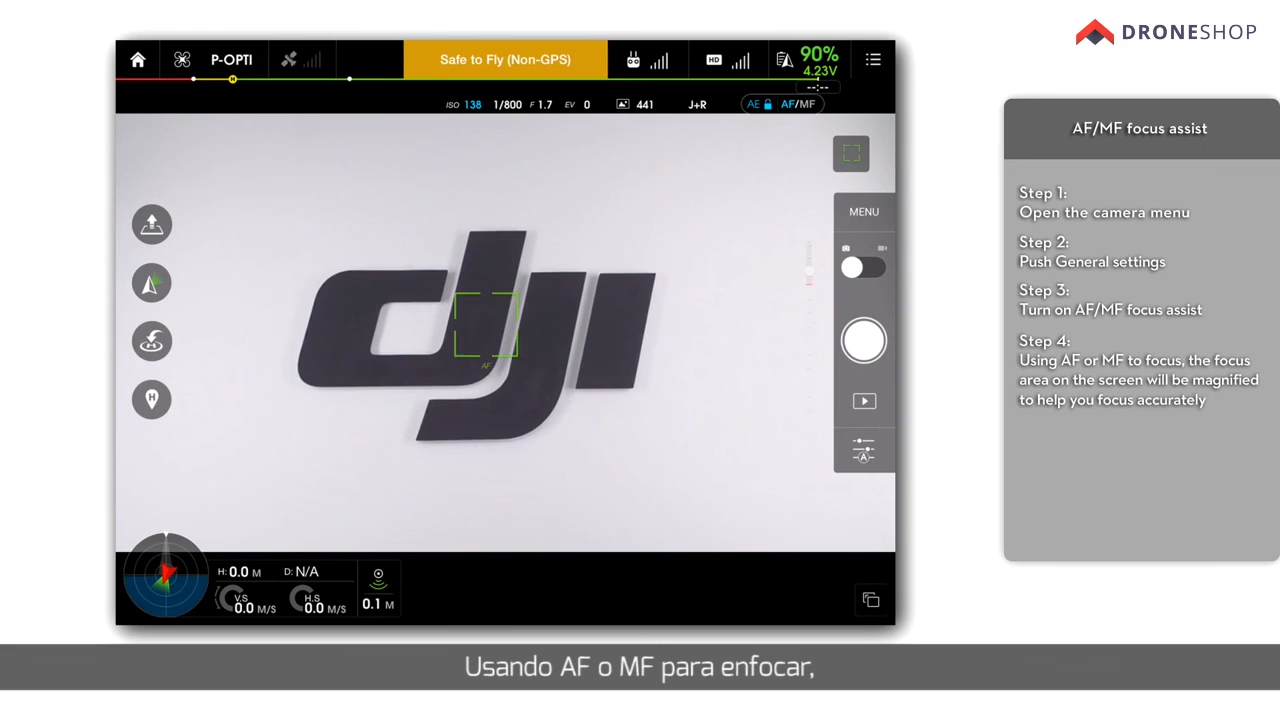 DRONESHOP
P-OPTI
Safe to Fly (Non-GPS)
HD
90%
4.23V
--:--
ISO 138 1/800 F 1.7 EV 0 441 J+R AE AF/MF
H
MENU
dji
AF
H
H
A
H: 0.0 M D: N/A
V.S 0.0 M/S H.S 0.0 M/S 0.1 M
AF/MF focus assist
Step 1:
Open the camera menu
Step 2:
Push General settings
Step 3:
Turn on AF/MF focus assist
Step 4:
Using AF or MF to focus, the focus
area on the screen will be magnified
to help you focus accurately
Usando AF o MF para enfocar,